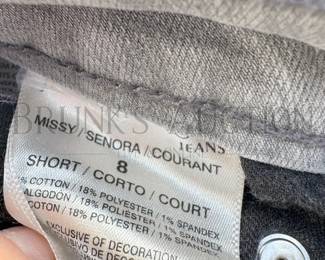 BRUNK'S AUCTION
JEANS
MISSY/SENORA/COURANT
8
SHORT / CORTO / COURT
% COTTON / 18% POLYESTER / 1% SPANDEX
ALGODON / 18% POLIESTER / 1% SPANDEX
COTON / 18% POLYESTER / 1% SPANDEX
EXCLUSIVE OF DECORATION